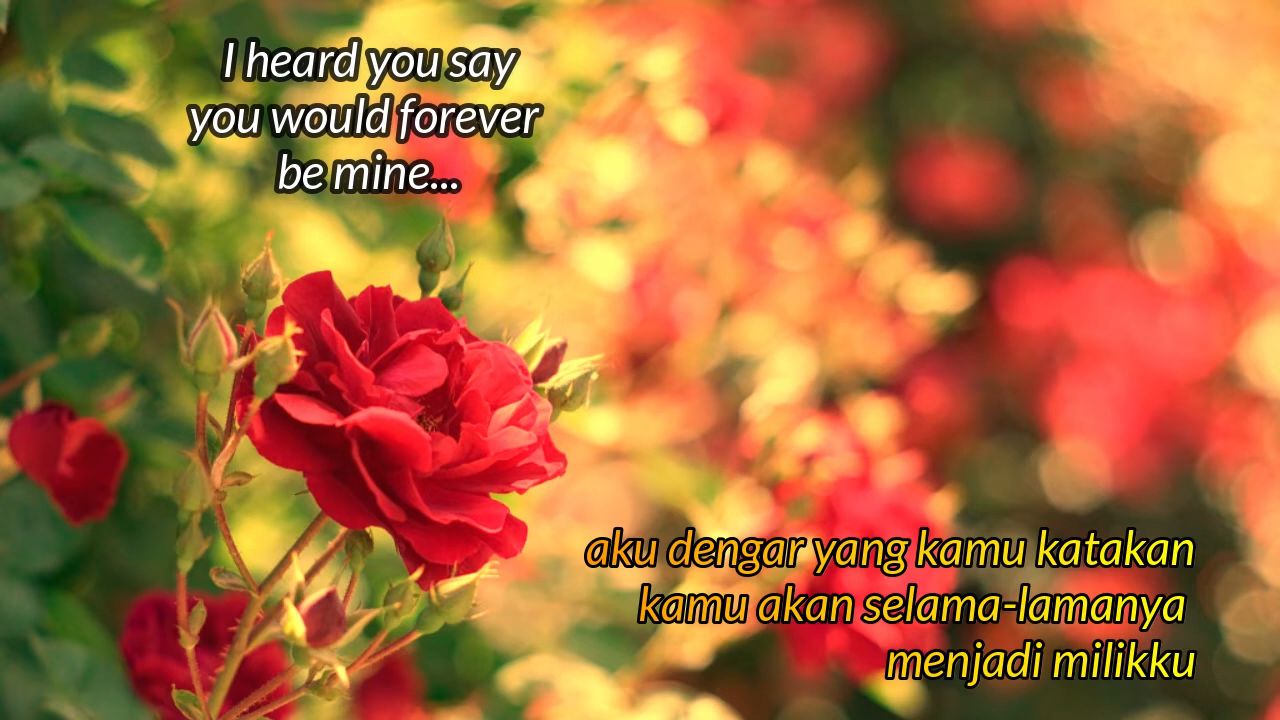 I heard you say
you would forever
be mine...
aku dengar yang kamu katakan
kamu akan selama-lamanya
menjadi milikku